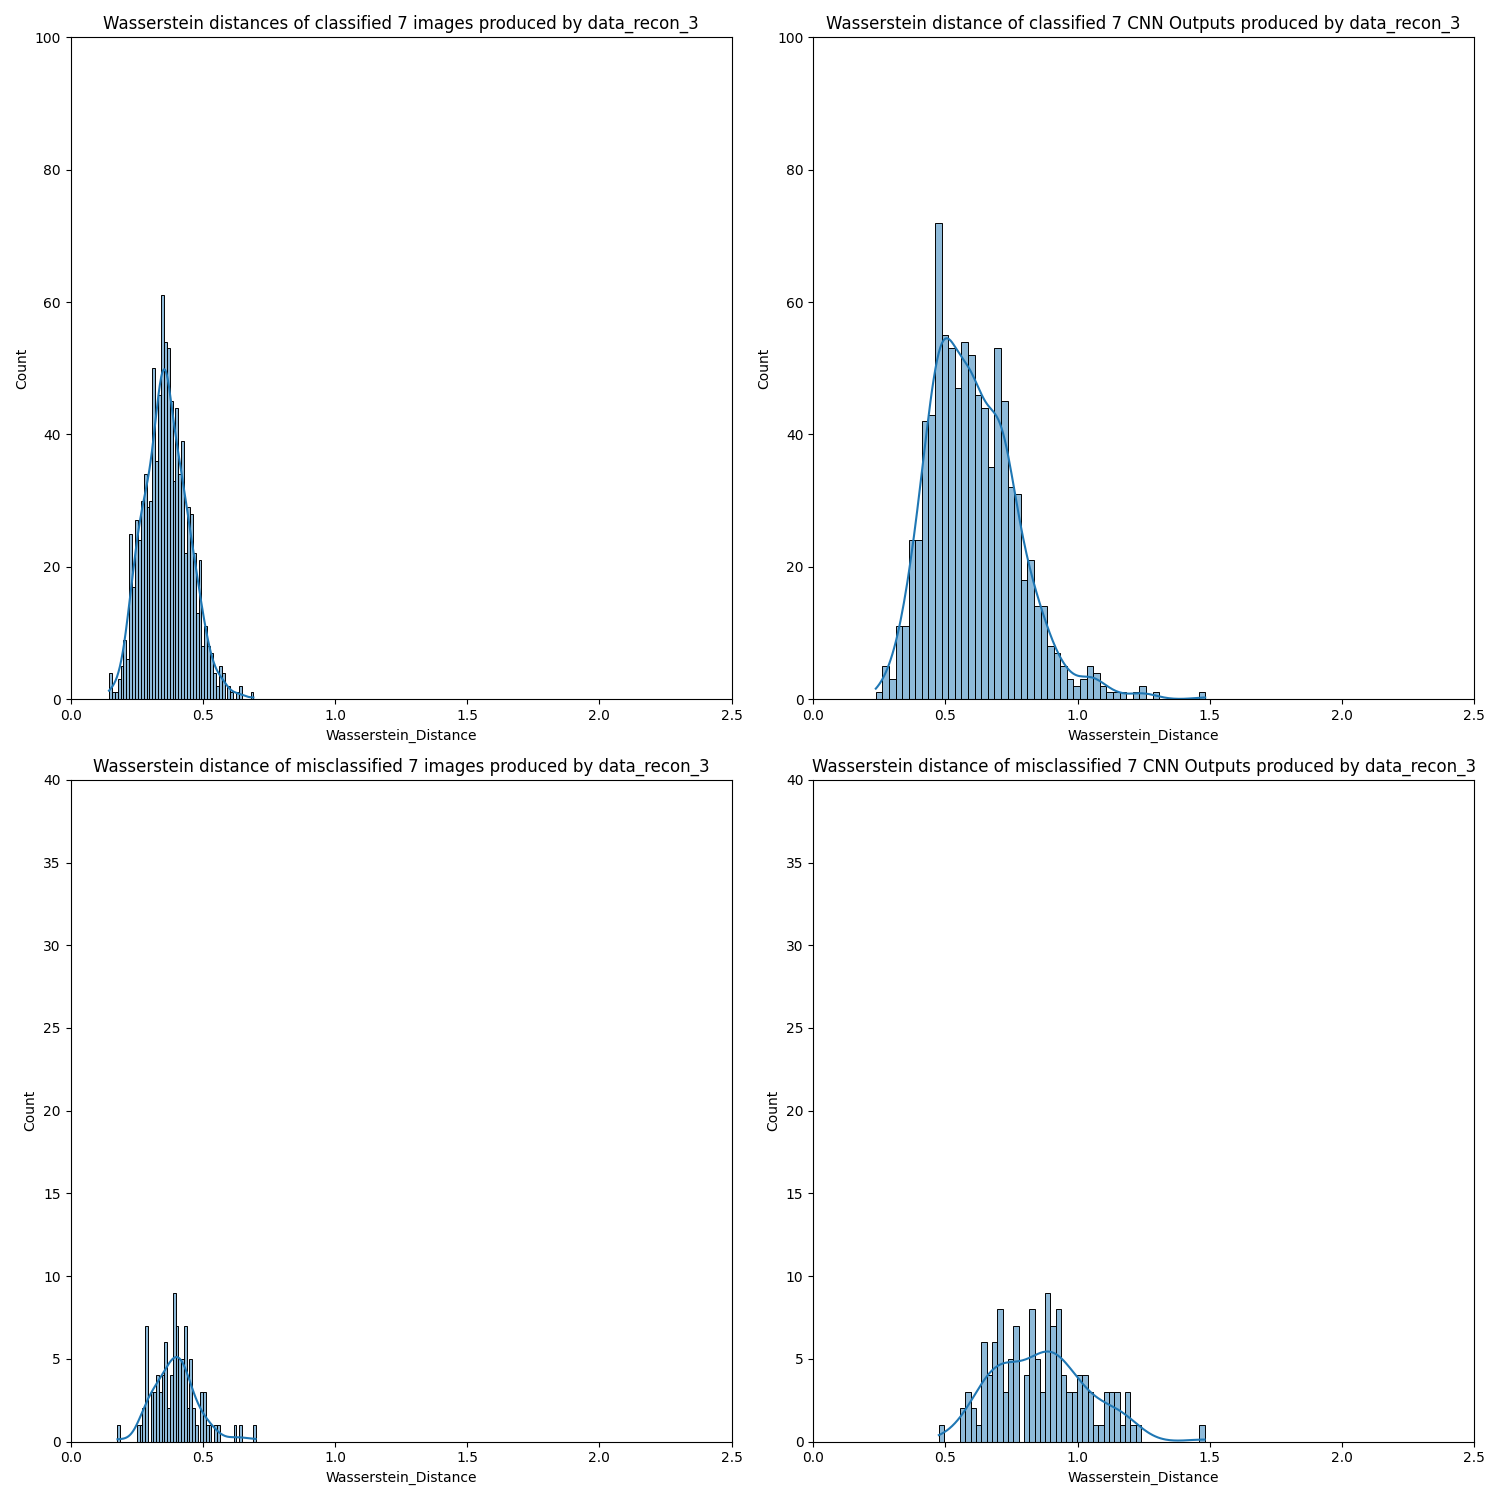 Wasserstein distances of classified 7 images produced by data_recon_3
100
80
60
40
20
0
Count
0.0 0.5 1.0 1.5 2.0 2.5
Wasserstein_Distance
Wasserstein distance of classified 7 CNN Outputs produced by data_recon_3
100
80
60
40
20
0
Count
0.0 0.5 1.0 1.5 2.0 2.5
Wasserstein_Distance
Wasserstein distance of misclassified 7 images produced by data_recon_3
40
35
30
25
20
15
10
5
0
Count
0.0 0.5 1.0 1.5 2.0 2.5
Wasserstein_Distance
Wasserstein distance of misclassified 7 CNN Outputs produced by data_recon_3
40
35
30
25
20
15
10
5
0
Count
0.0 0.5 1.0 1.5 2.0 2.5
Wasserstein_Distance